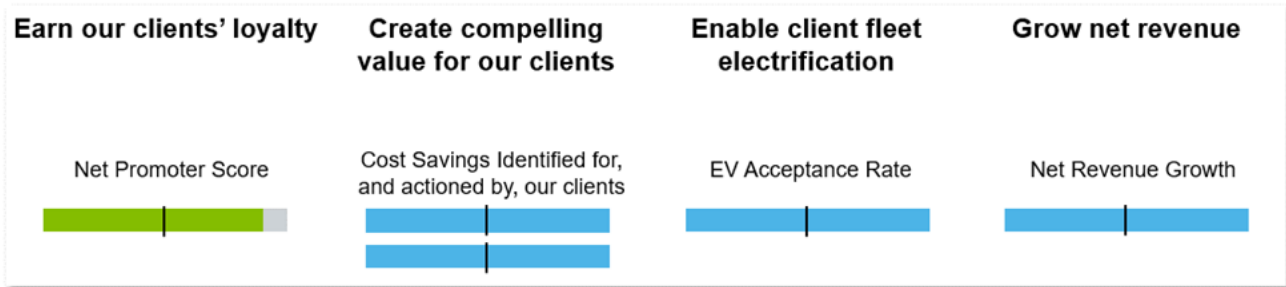 Earn our clients’ loyalty
Create compelling
value for our clients
Enable client fleet
electrification
Grow net revenue
Net Promoter Score
Cost Savings Identified for,
and actioned by, our clients
EV Acceptance Rate
Net Revenue Growth